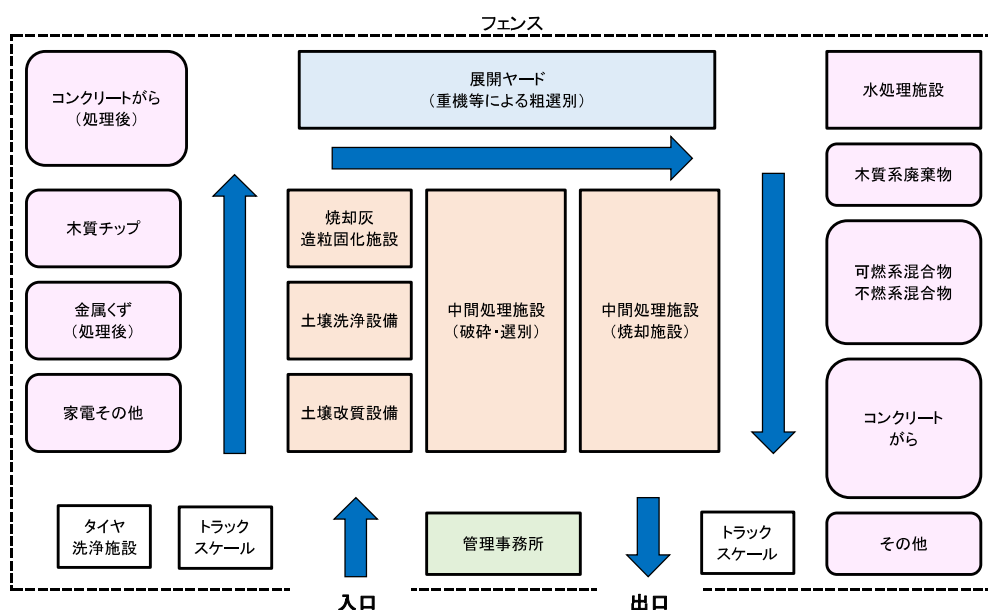 フェンス
コンクリートがら
(処理後)
展開ヤード
(重機等による粗選別)
水処理施設
木質系廃棄物
木質チップ
焼却灰
造粒固化施設
可燃系混合物
不燃系混合物
金属くず
(処理後)
土壌洗浄設備
中間処理施設
(破砕・選別)
中間処理施設
(焼却施設)
家電その他
土壌改質設備
コンクリート
がら
タイヤ
洗浄施設
トラック
スケール
管理事務所
トラック
スケール
その他
入口
出口